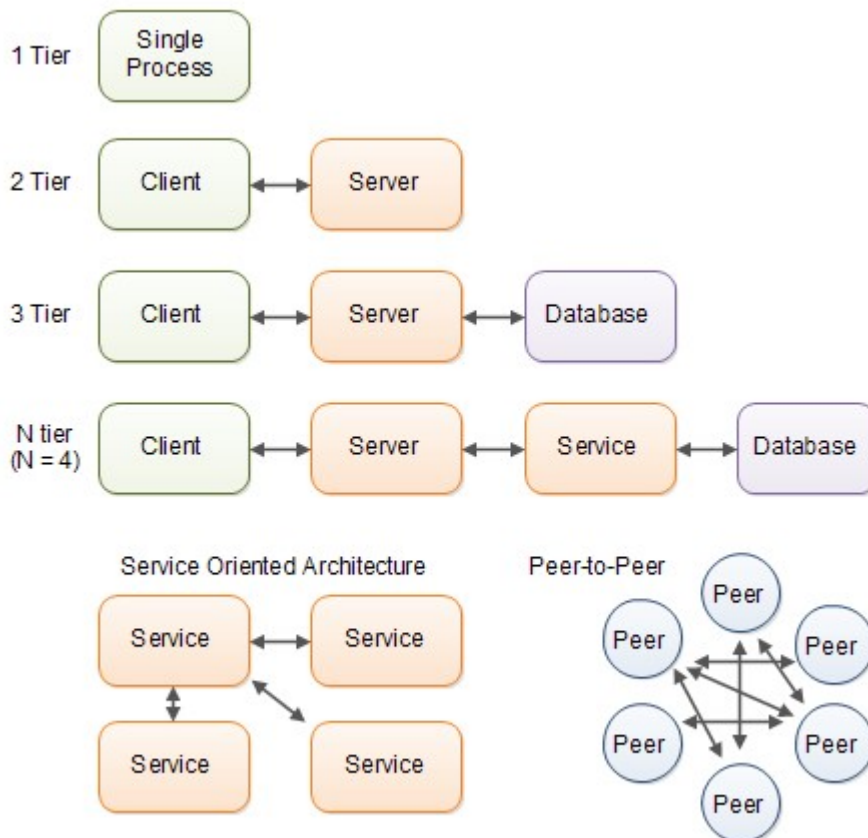 1 Tier
Single
Process
2 Tier
Client
Server
3 Tier
Client
Server
Database
N tier
(N = 4)
Client
Server
Service
Database
Service Oriented Architecture
Service
Service
Service
Service
Peer-to-Peer
Peer
Peer
Peer
Peer
Peer
Peer